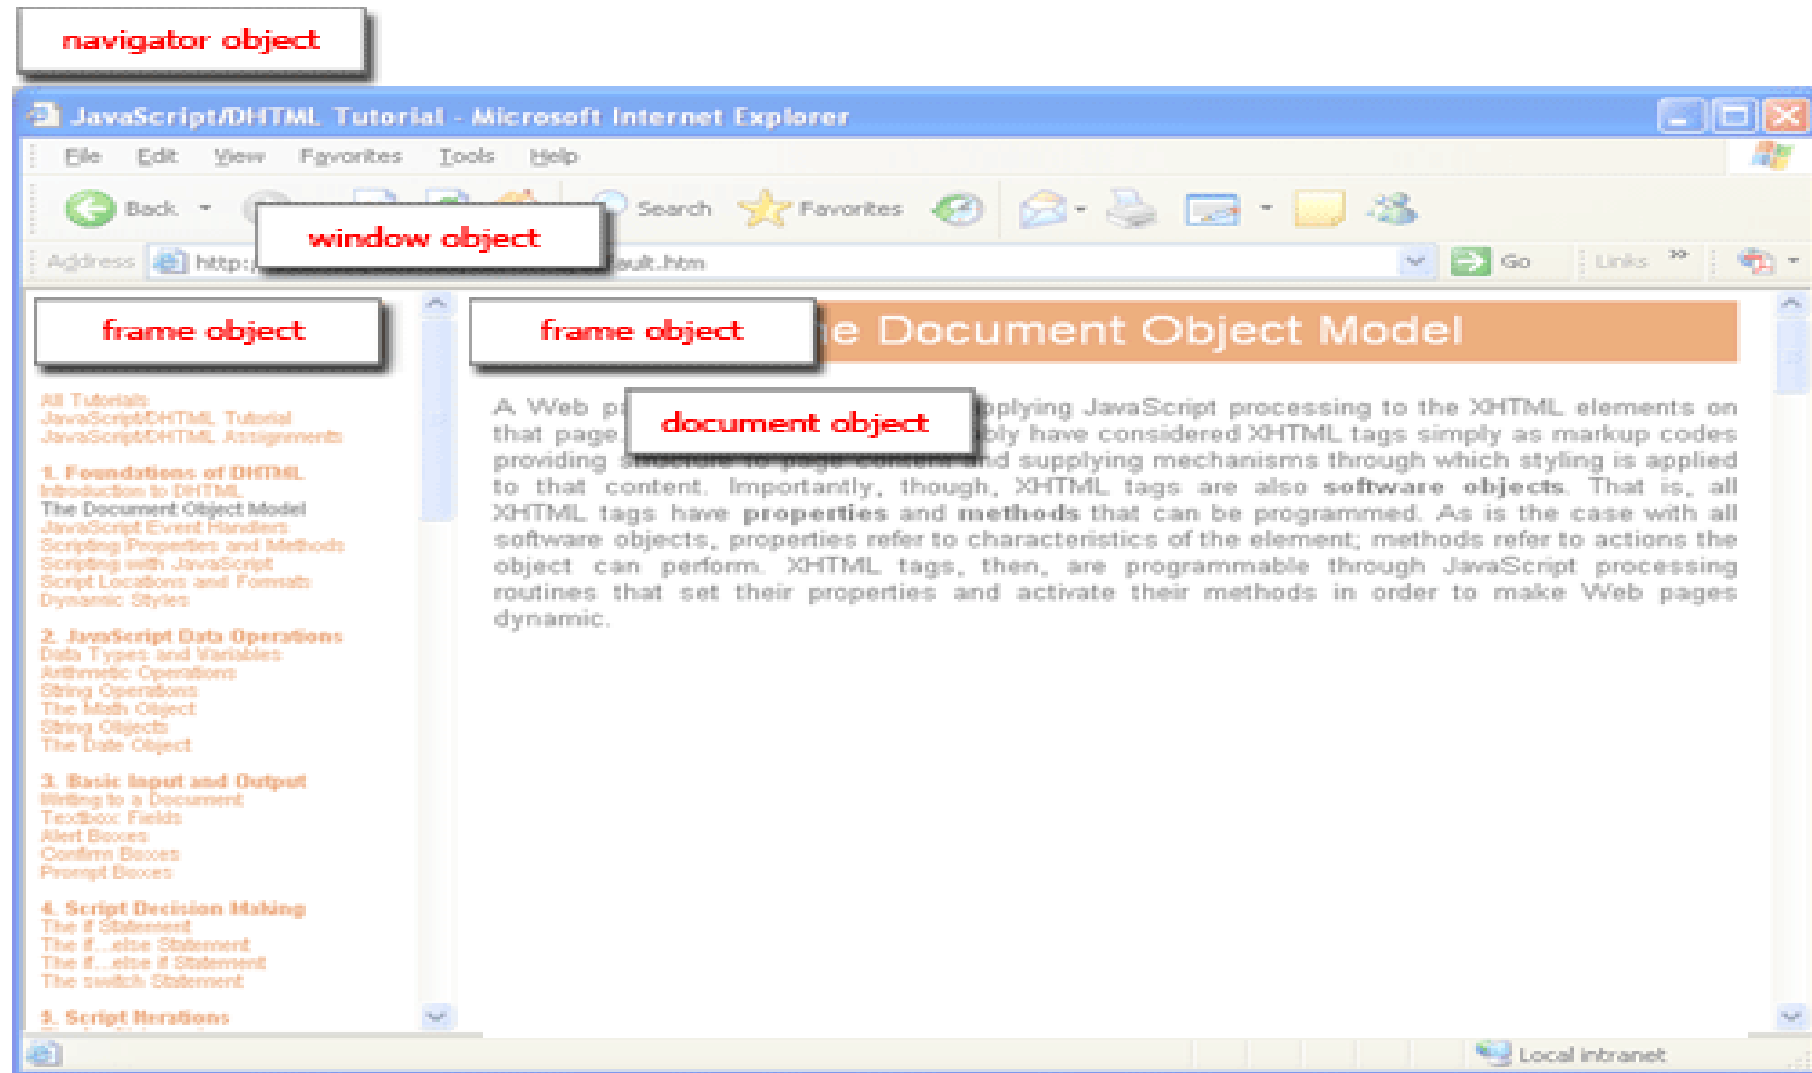 navigator object
JavaScript/DHTML Tutorial - Microsoft Internet Explorer
File Edit View Favorites Tools Help
Back Search Favorites
window object
Address http:/ ault.htm Go Links
frame object
frame object
e Document Object Model
document object
All Tutorials
JavaScript/DHTML Tutorial
JavaScript/DHTML Assignments
1. Foundations of DHTML
Introduction to DHTML
The Document Object Model
JavaScript Event Handlers
Scripting Properties and Methods
Scripting with JavaScript
Script Locations and Formats
Dynamic Styles
2. JavaScript Data Operations
Data Types and Variables
Arithmetic Operations
String Operations
The Math Object
String Objects
The Date Object
3. Basic Input and Output
Writing to a Document
Textbox Fields
Alert Boxes
Confirm Boxes
Prompt Boxes
4. Script Decision Making
The if Statement
The if...else Statement
The if...else if Statement
The switch Statement
5. Script Iterations
A Web p pplying JavaScript processing to the XHTML elements on
that page, bly have considered XHTML tags simply as markup codes
providing structure to page content and supplying mechanisms through which styling is applied
to that content. Importantly, though, XHTML tags are also software objects. That is, all
XHTML tags have properties and methods that can be programmed. As is the case with all
software objects, properties refer to characteristics of the element; methods refer to actions the
object can perform. XHTML tags, then, are programmable through JavaScript processing
routines that set their properties and activate their methods in order to make Web pages
dynamic.
Local intranet